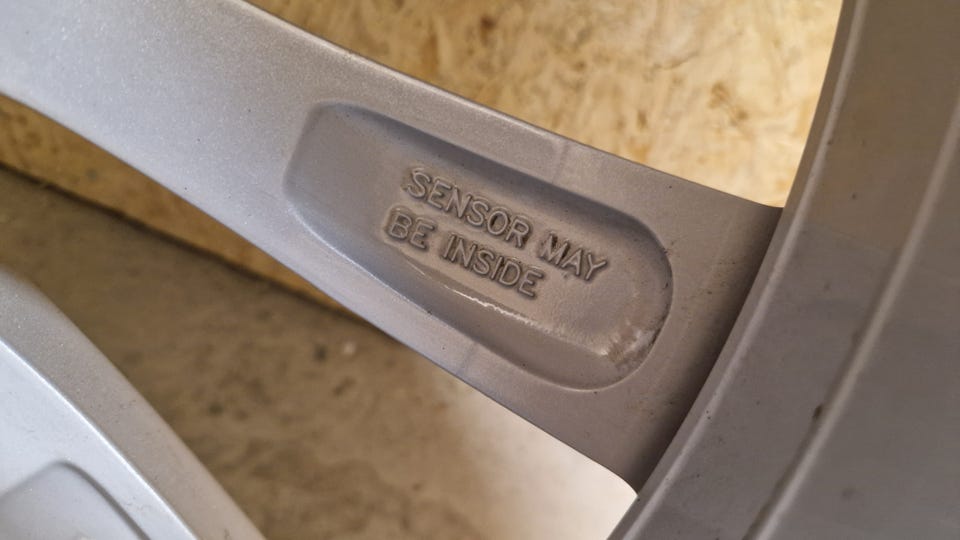 SENSOR MAY
BE INSIDE